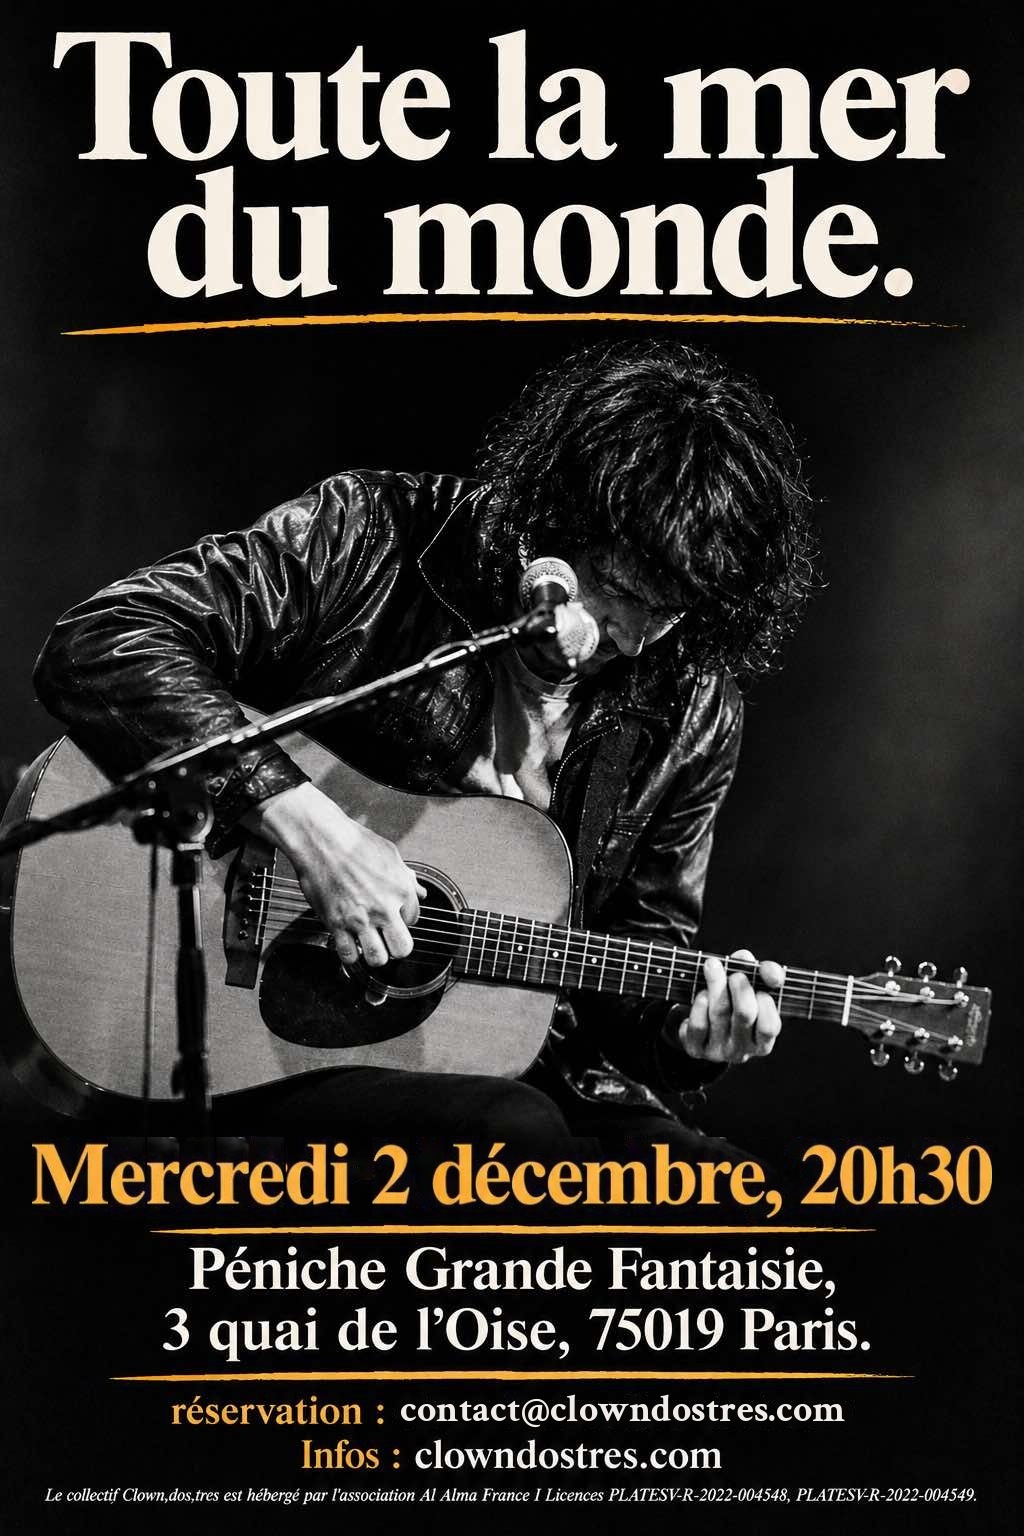 Toute la mer
du monde.
Mercredi 2 décembre, 20h30
Péniche Grande Fantaisie,
3 quai de l'Oise, 75019 Paris.
réservation : contact@clowndostres.com
Infos : clowndostres.com
Le collectif Clown,dos,tres est hébergé par l'association Al Alma France I Licences PLATESV-R-2022-004548, PLATESV-R-2022-004549.